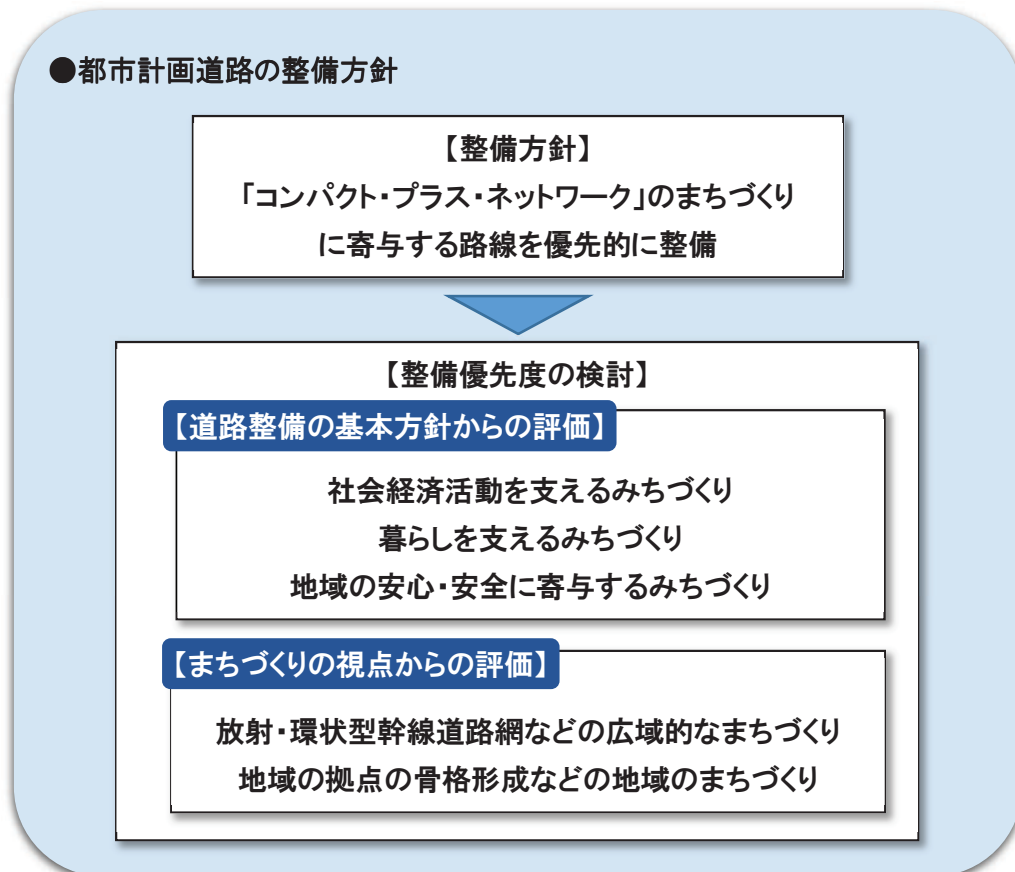 ●都市計画道路の整備方針
【整備方針】
「コンパクト・プラス・ネットワーク」のまちづくり
に寄与する路線を優先的に整備
【整備優先度の検討】
【道路整備の基本方針からの評価】
社会経済活動を支えるみちづくり
暮らしを支えるみちづくり
地域の安心・安全に寄与するみちづくり
【まちづくりの視点からの評価】
放射・環状型幹線道路網などの広域的なまちづくり
地域の拠点の骨格形成などの地域のまちづくり